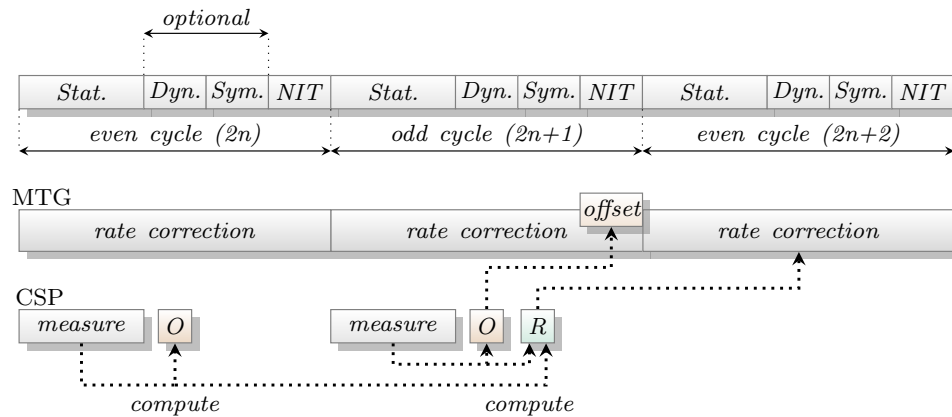 optional
Stat. Dyn. Sym. NIT Stat. Dyn. Sym. NIT Stat. Dyn. Sym. NIT
even cycle (2n) odd cycle (2n+1) even cycle (2n+2)
MTG
offset
rate correction rate correction rate correction
CSP
measure O measure O R
compute compute